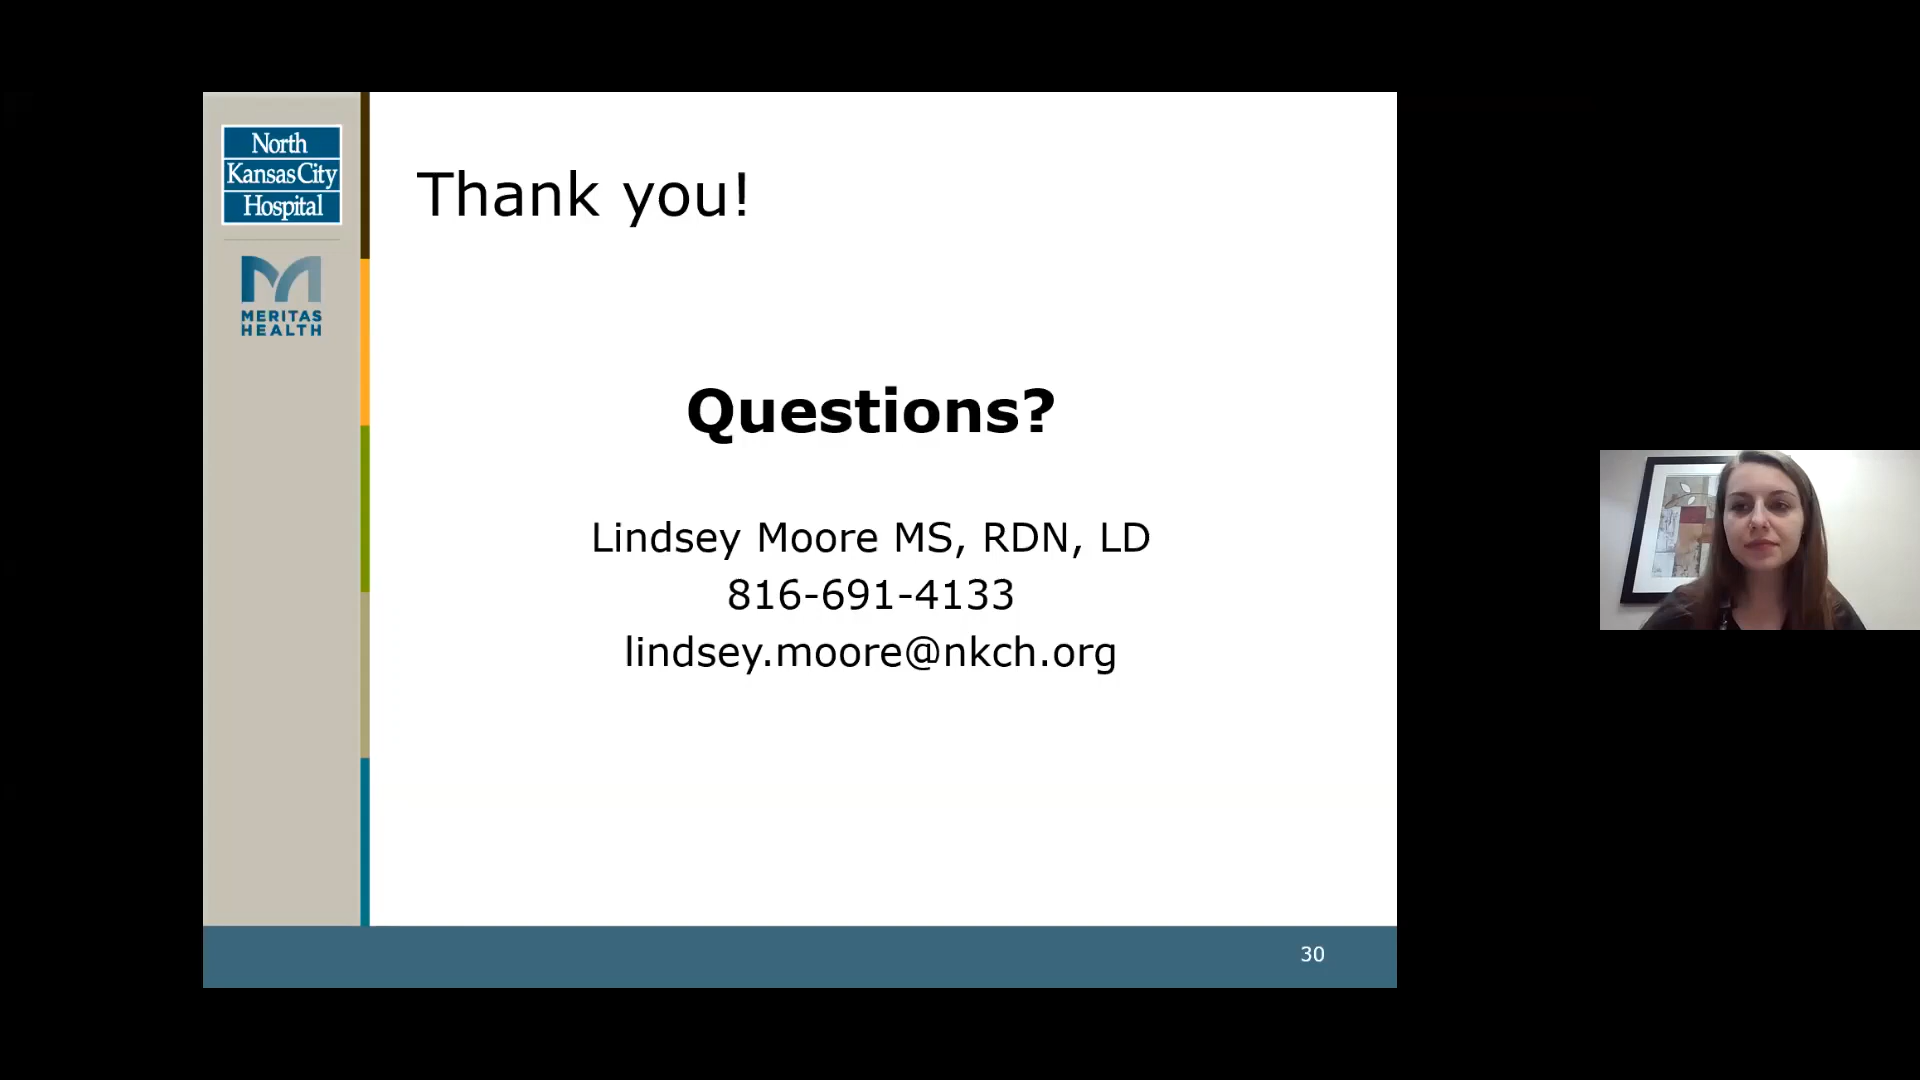 North
Kansas City
Hospital
MERITAS
HEALTH
Thank you!
Questions?
Lindsey Moore MS, RDN, LD
816-691-4133
lindsey.moore@nkch.org
30